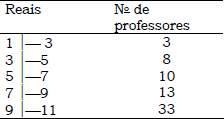 Reais № de
professores
1 |— 3 3
3 |—5 8
5 |—7 10
7 |—9 13
9 |—11 33